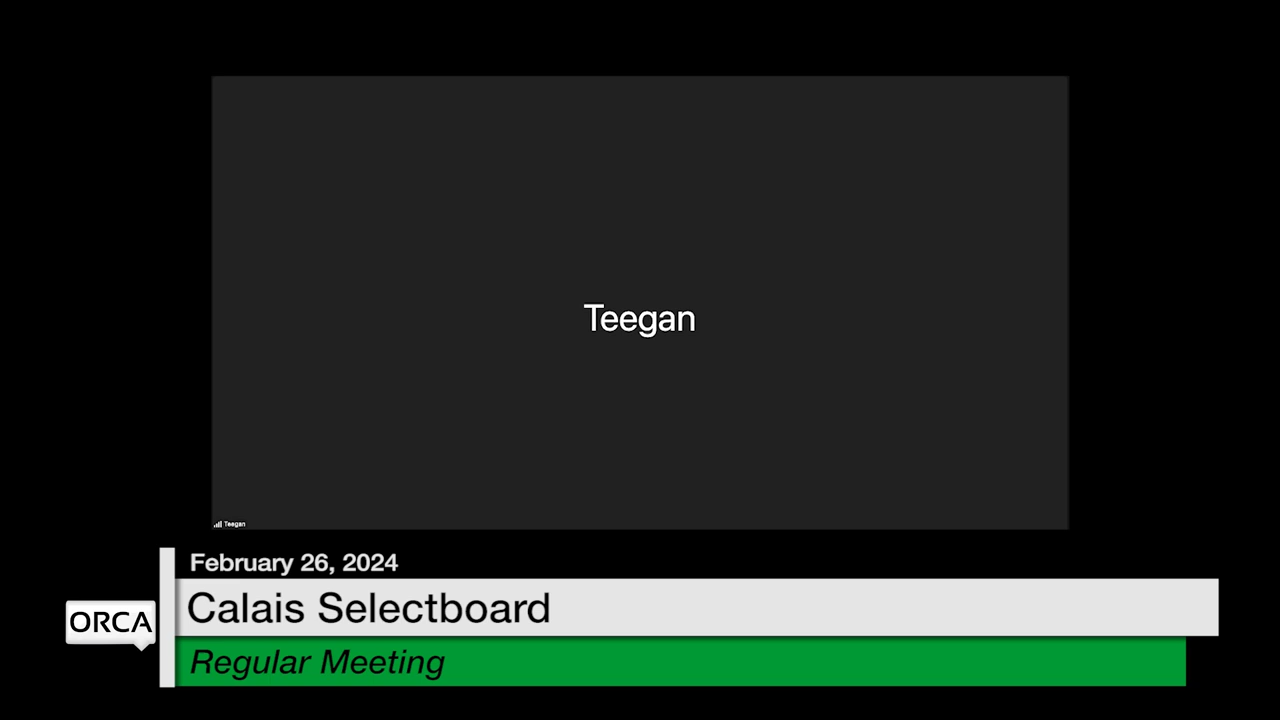 Teegan
Teegan
February 26, 2024
Calais Selectboard
ORCA
Regular Meeting